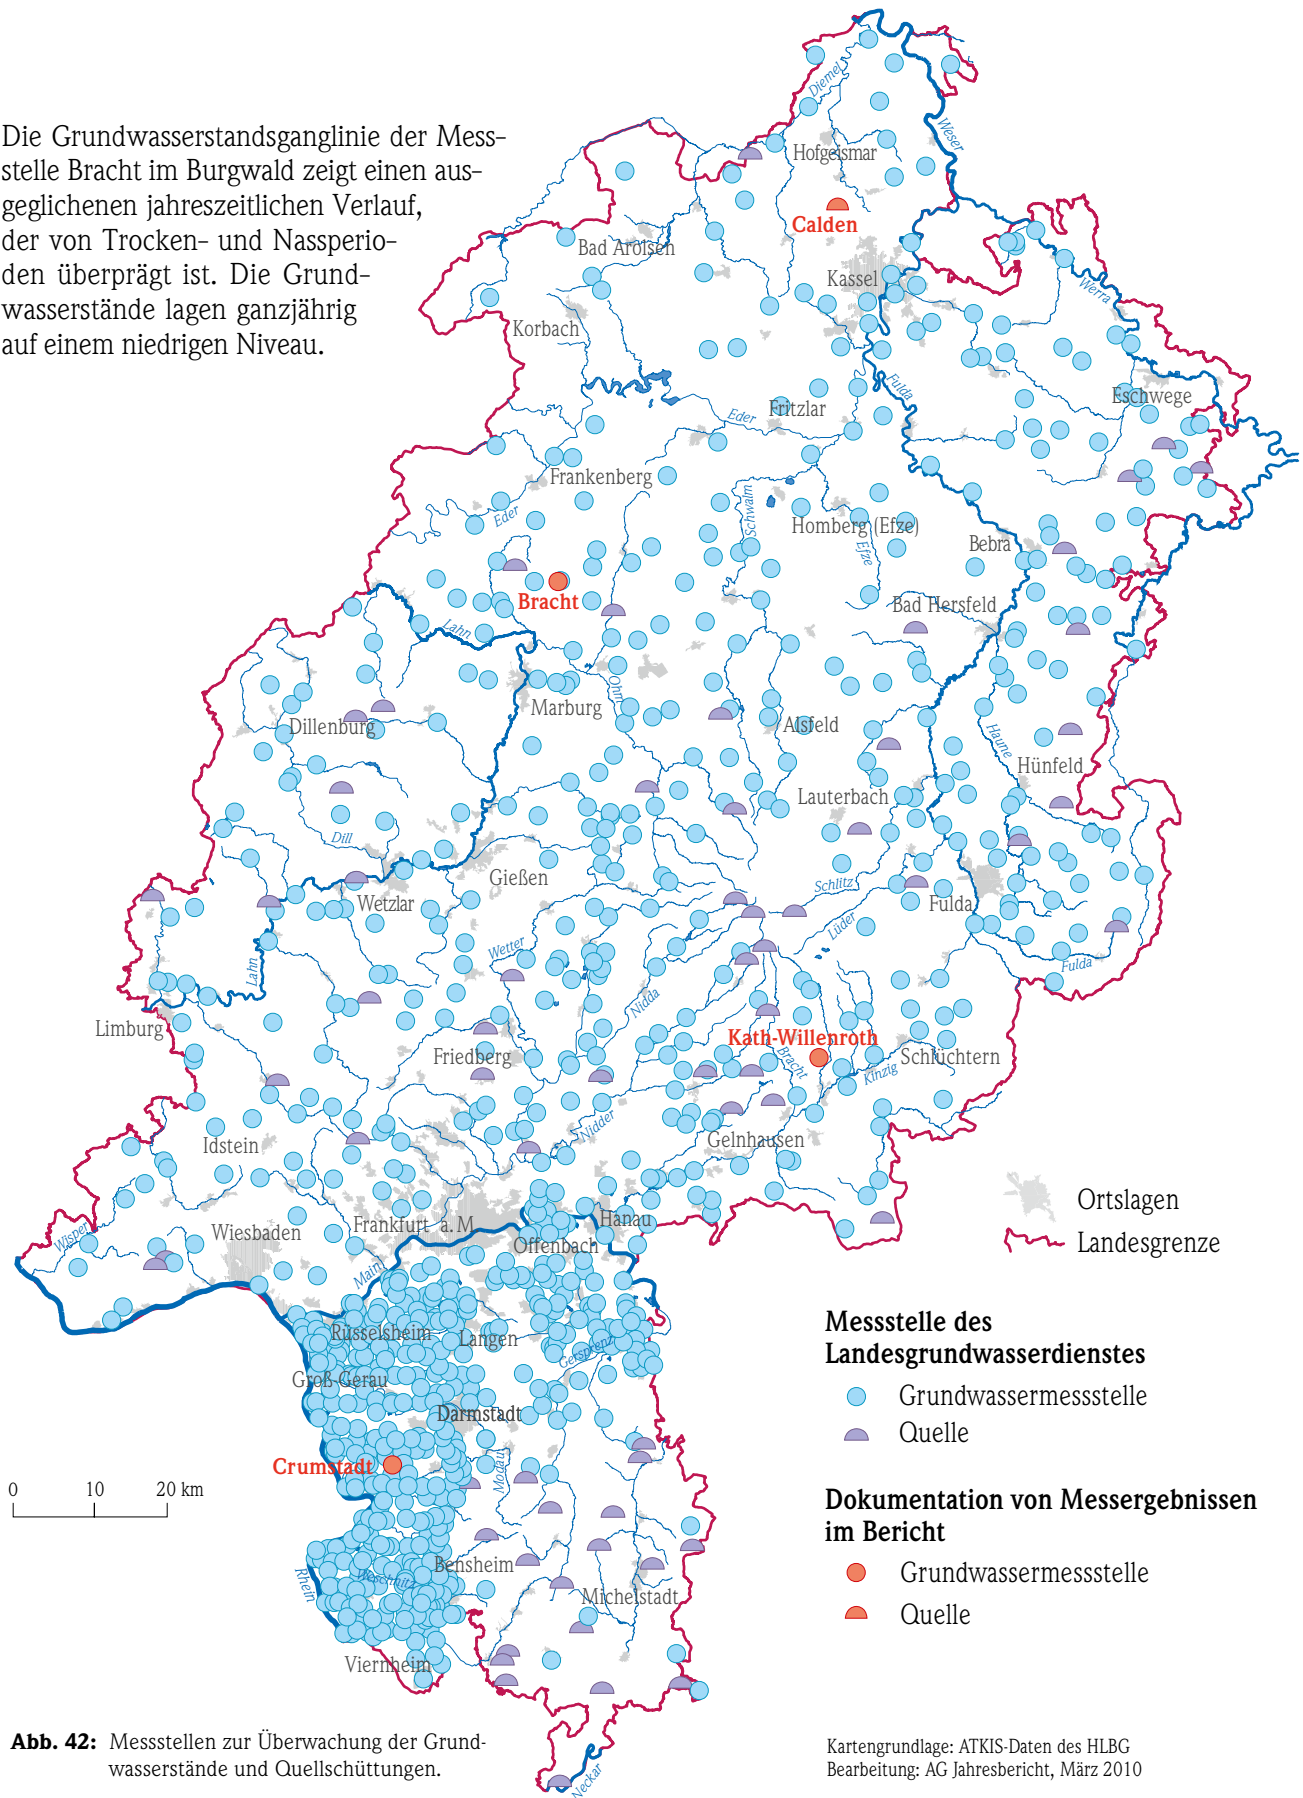 Die Grundwasserstandsganglinie der Mess-
stelle Bracht im Burgwald zeigt einen aus-
geglichenen jahreszeitlichen Verlauf,
der von Trocken- und Nassperio-
den überprägt ist. Die Grund-
wasserstände lagen ganzjährig
auf einem niedrigen Niveau.
Diemel
Weser
Hofgeismar
Calden
Bad Arolsen
Kassel
Werra
Korbach
Fulda
Eschwege
Eder
Fritzlar
Frankenberg
Schwalm
Eder
Homberg (Efze)
Efze
Bebra
Bracht
Bad Hersfeld
Lahn
Ohm
Marburg
Dillenburg
Alsfeld
Haune
Hünfeld
Lauterbach
Dill
Gießen
Schlitz
Wetzlar
Fulda
Lüder
Wetter
Lahn
Fulda
Nidda
Limburg
Kath-Willenroth
Friedberg
Bracht
Schlüchtern
Kinzig
Nidder
Idstein
Gelnhausen
Ortslagen
Wisper
Wiesbaden
Frankfurt a. M
Hanau
Offenbach
Landesgrenze
Main
Messstelle des
Landesgrundwasserdienstes
Rüsselsheim
Langen
Gersprenz
Groß-Gerau
Grundwassermessstelle
Darmstadt
Quelle
Crumstadt
Modau
0 10 20 km
Dokumentation von Messergebnissen
im Bericht
Bensheim
Grundwassermessstelle
Rhein
Weschnitz
Michelstadt
Quelle
Viernheim
Abb. 42: Messstellen zur Überwachung der Grund-
wasserstände und Quellschüttungen.
Neckar
Kartengrundlage: ATKIS-Daten des HLBG
Bearbeitung: AG Jahresbericht, März 2010